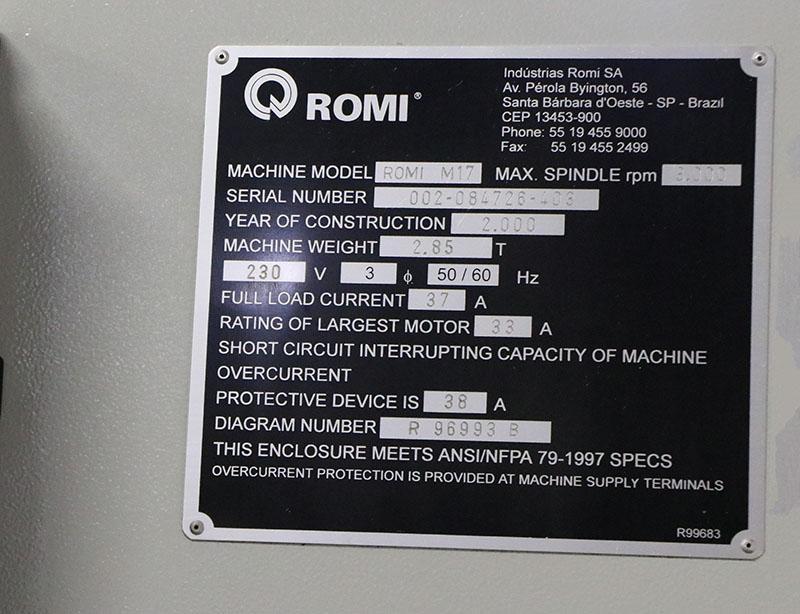 ROMI®
Indústrias Romi SA
Av. Pérola Byington, 56
Santa Bárbara d'Oeste - SP - Brazil
CEP 13453-900
Phone: 55 19 455 9000
Fax: 55 19 455 2499
MACHINE MODEL ROMI M17 MAX. SPINDLE rpm
SERIAL NUMBER 002-084726-403
YEAR OF CONSTRUCTION 2.000
MACHINE WEIGHT 2.85 T
230 V 3 ϕ 50 / 60 Hz
FULL LOAD CURRENT 37 A
RATING OF LARGEST MOTOR 33 A
SHORT CIRCUIT INTERRUPTING CAPACITY OF MACHINE
OVERCURRENT
PROTECTIVE DEVICE IS 38 A
DIAGRAM NUMBER R 96993 B
THIS ENCLOSURE MEETS ANSI/NFPA 79-1997 SPECS
OVERCURRENT PROTECTION IS PROVIDED AT MACHINE SUPPLY TERMINALS
R99683